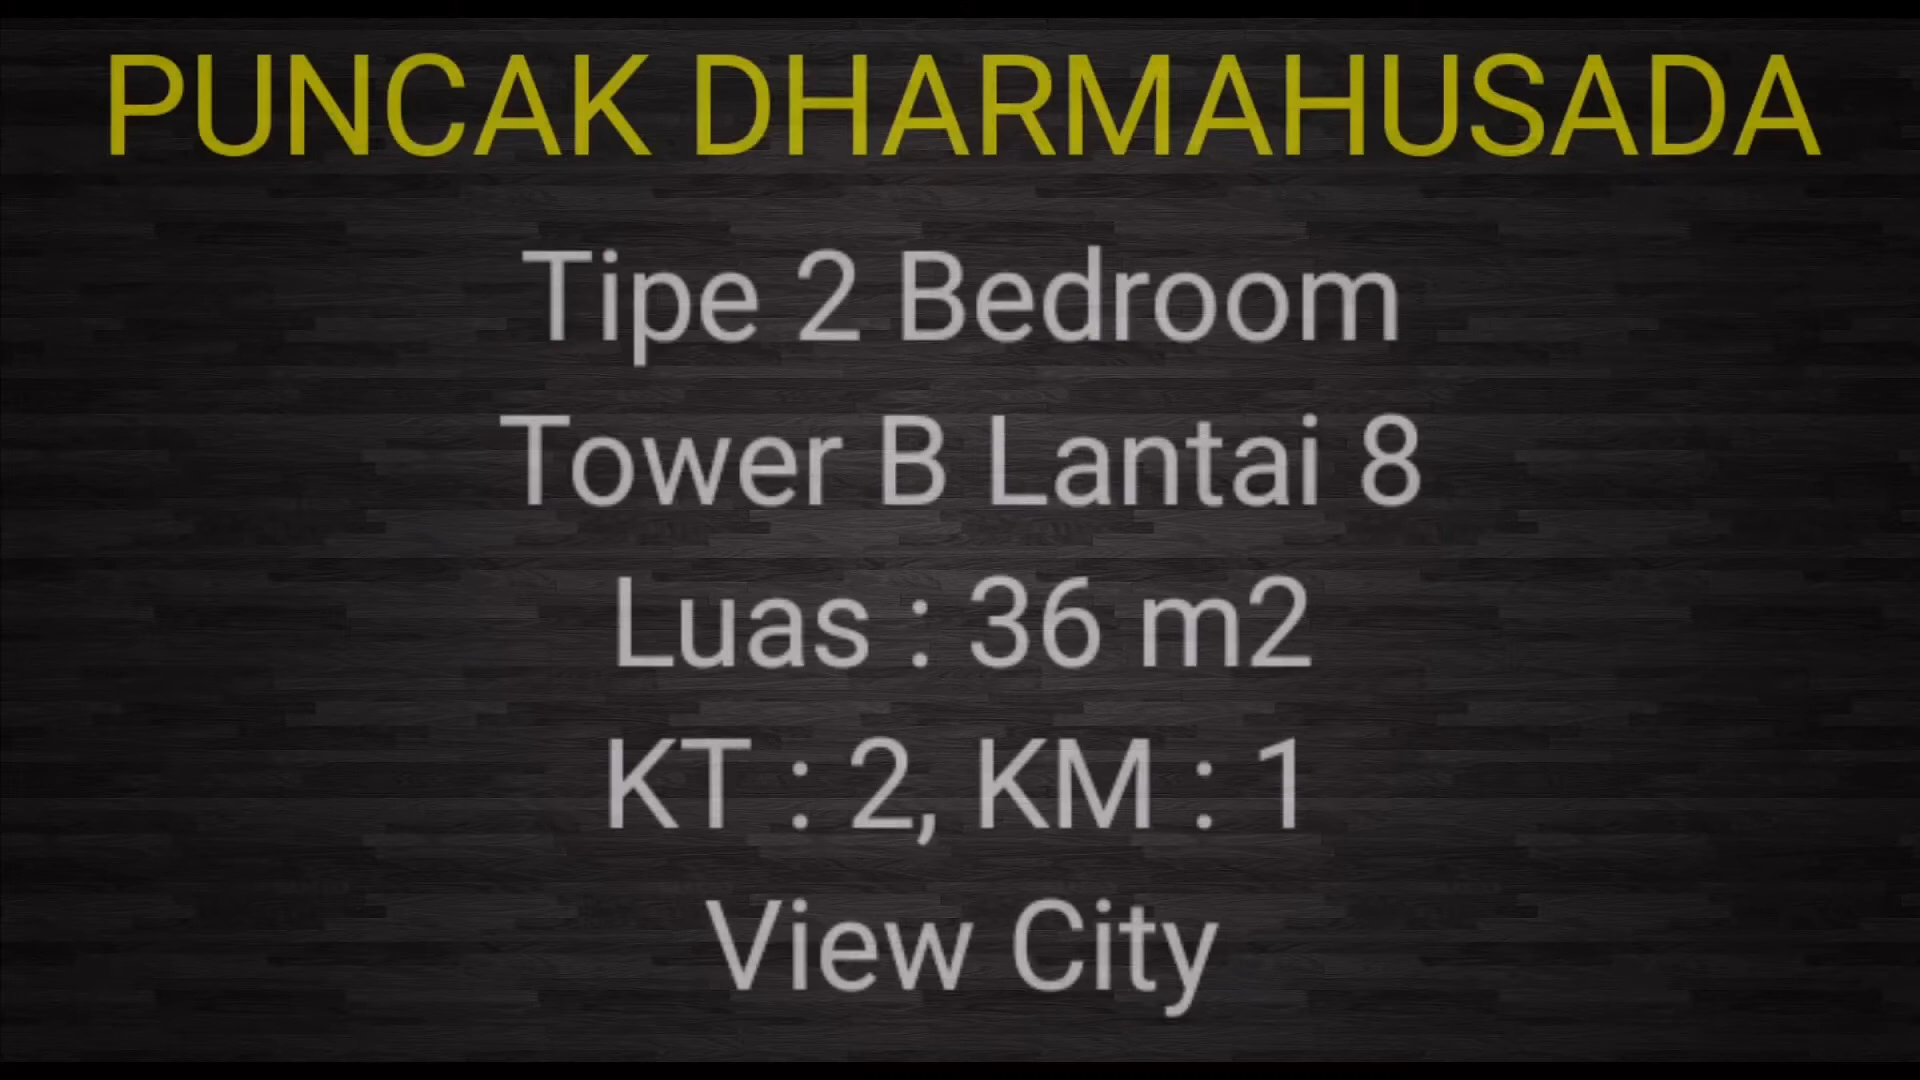 PUNCAK DHARMAHUSADA
Tipe 2 Bedroom
Tower B Lantai 8
Luas : 36 m2
KT : 2, KM : 1
View City